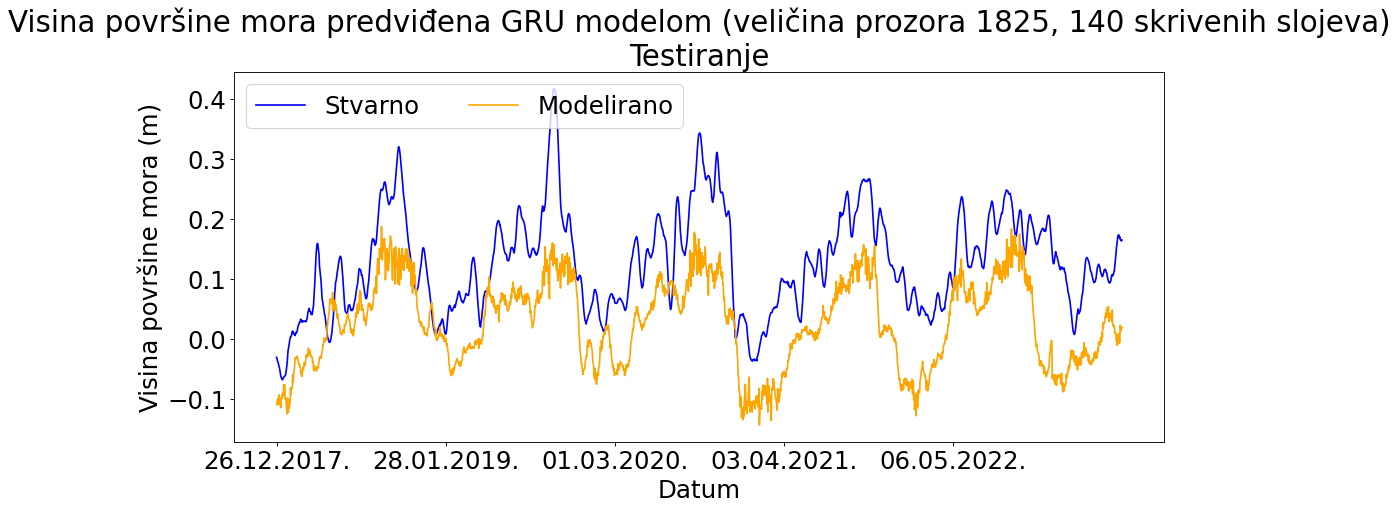 Visina površine mora predviđena GRU modelom (veličina prozora 1825, 140 skrivenih slojeva)
Testiranje
Stvarno
Modelirano
Visina površine mora (m)
0.4
0.3
0.2
0.1
0.0
−0.1
26.12.2017.
28.01.2019.
01.03.2020.
03.04.2021.
06.05.2022.
Datum